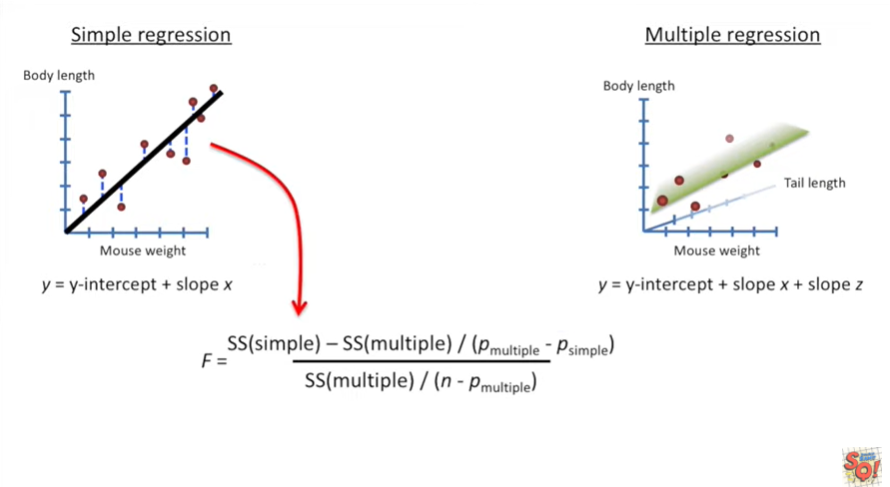 Simple regression
Body length
Mouse weight
y = y-intercept + slope x
Multiple regression
Body length
Tail length
Mouse weight
y = y-intercept + slope x + slope z
F = SS(simple) – SS(multiple) / (pmultiple - psimple)
SS(multiple) / (n - pmultiple)
SQ!